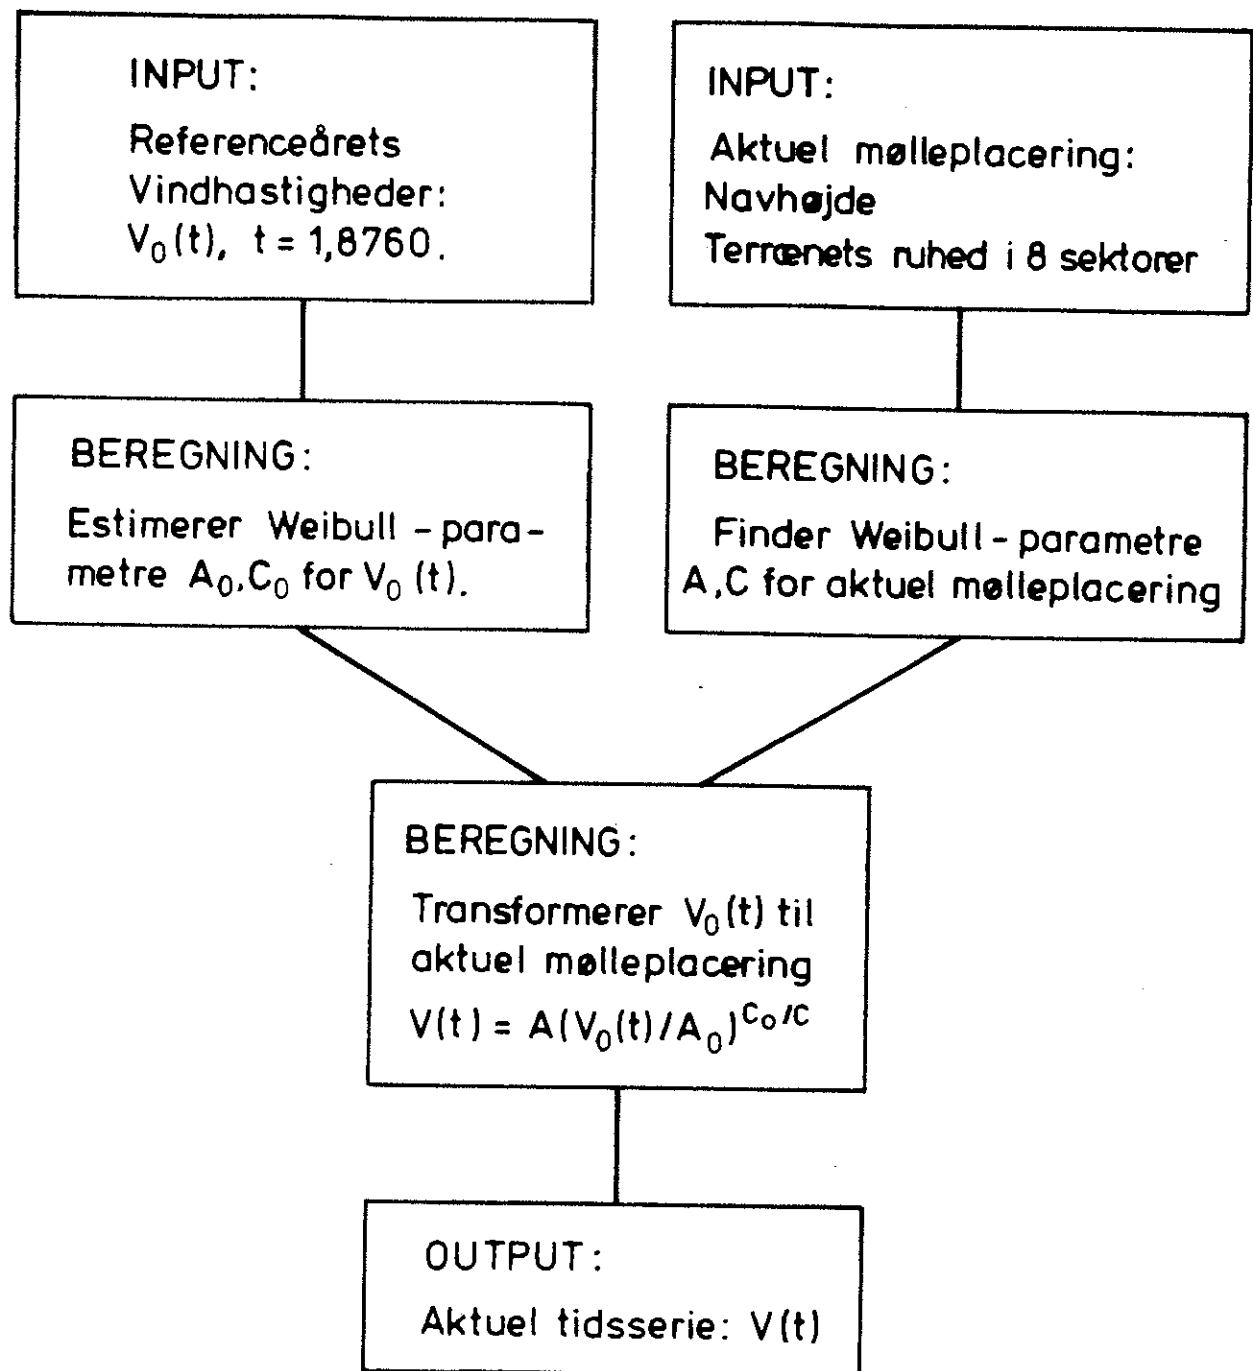 INPUT:
Referenceårets
Vindhastigheder:
V₀(t), t = 1,8760.
INPUT:
Aktuel mølleplacering:
Navhøjde
Terrænets ruhed i 8 sektorer
BEREGNING:
Estimerer Weibull - para-
metre A₀,C₀ for V₀ (t).
BEREGNING:
Finder Weibull - parametre
A,C for aktuel mølleplacering
BEREGNING:
Transformerer V₀(t) til
aktuel mølleplacering
V(t) = A(V₀(t)/A₀)^C₀/C
OUTPUT:
Aktuel tidsserie: V(t)